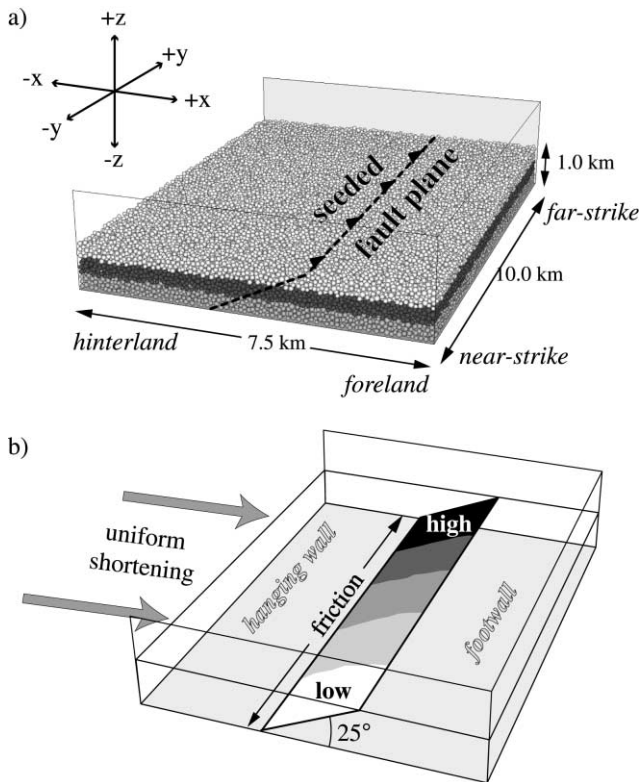 a)
+z
+y
-x
+x
-y
-z
seeded
fault plane
1.0 km
far-strike
10.0 km
near-strike
hinterland
7.5 km
foreland
b)
uniform
shortening
hanging wall
friction
high
footwall
low
25°